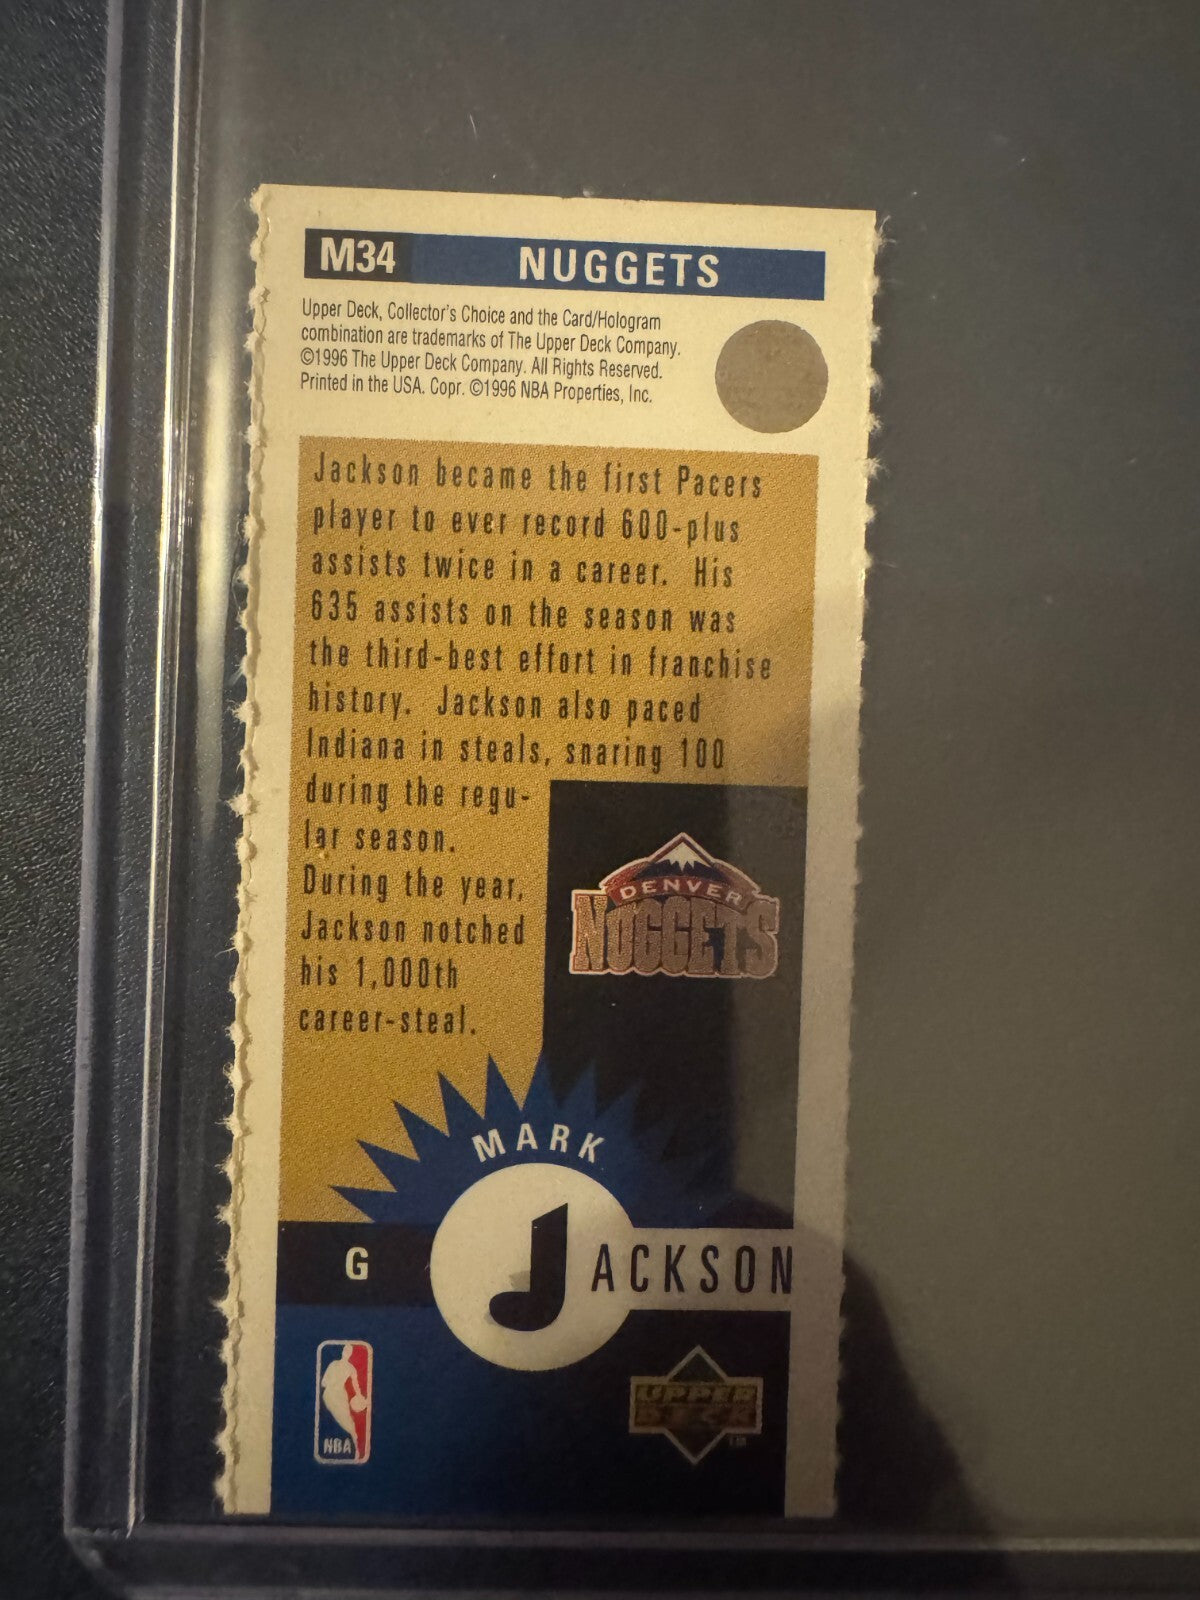 M34 NUGGETS
Upper Deck, Collector's Choice and the Card/Hologram
combination are trademarks of The Upper Deck Company.
©1996 The Upper Deck Company. All Rights Reserved.
Printed in the USA. Copr. ©1996 NBA Properties, Inc.
Jackson became the first Pacers
player to ever record 600-plus
assists twice in a career. His
635 assists on the season was
the third-best effort in franchise
history. Jackson also paced
Indiana in steals, snaring 100
during the regu-
lar season.
During the year,
Jackson notched
his 1,000th
career-steal.
DENVER
NUGGETS
MARK
G JACKSON
NBA
UPPER
DECK
TM